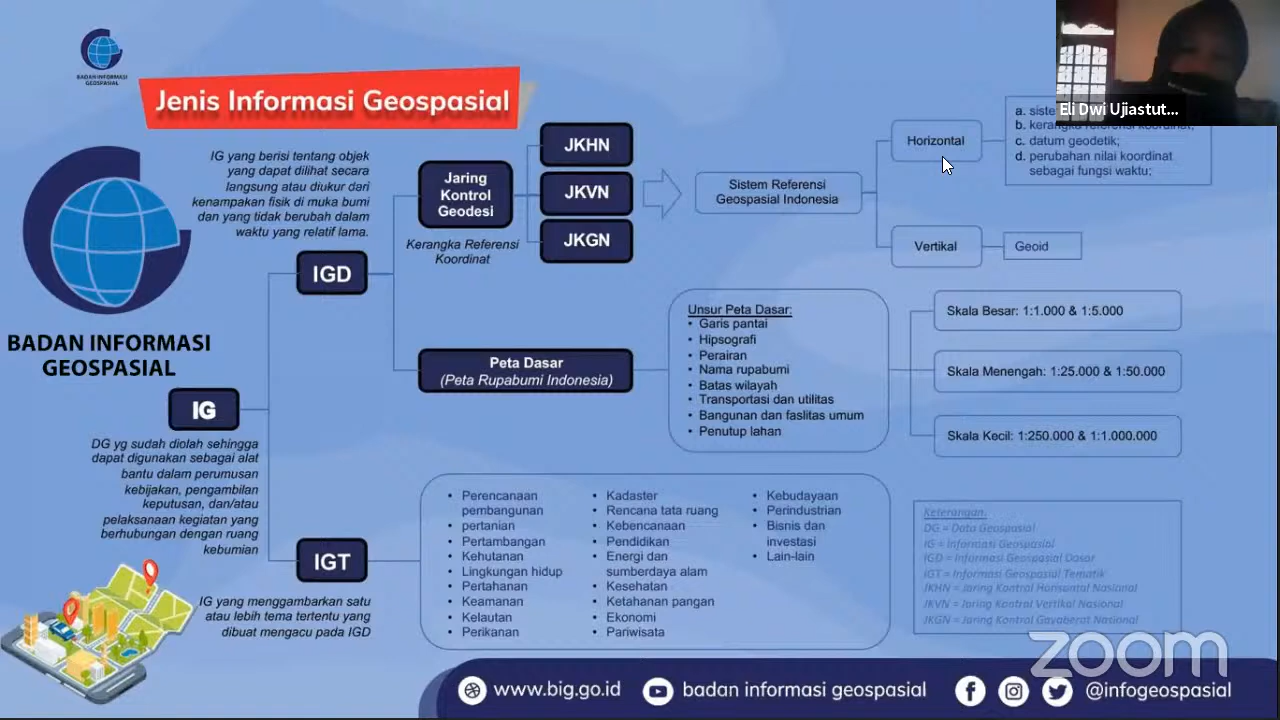 BADAN INFORMASI
GEOSPASIAL
Jenis Informasi Geospasial
Eli Dwi Ujiastut...
BADAN INFORMASI
GEOSPASIAL
IG
DG yg sudah diolah sehingga
dapat digunakan sebagai alat
bantu dalam perumusan
kebijakan, pengambilan
keputusan, dan/atau
pelaksanaan kegiatan yang
berhubungan dengan ruang
kebumian
IG yang berisi tentang objek
yang dapat dilihat secara
langsung atau diukur dari
kenampakan fisik di muka bumi
dan yang tidak berubah dalam
waktu yang relatif lama.
IGD
Jaring
Kontrol
Geodesi
Kerangka Referensi
Koordinat
JKHN
JKVN
JKGN
Sistem Referensi
Geospasial Indonesia
Horizontal
a. siste
b. kerangka referensi koordinat;
c. datum geodetik;
d. perubahan nilai koordinat
sebagai fungsi waktu;
Vertikal
Geoid
Peta Dasar
(Peta Rupabumi Indonesia)
Unsur Peta Dasar:
• Garis pantai
• Hipsografi
• Perairan
• Nama rupabumi
• Batas wilayah
• Transportasi dan utilitas
• Bangunan dan faslitas umum
• Penutup lahan
Skala Besar: 1:1.000 & 1:5.000
Skala Menengah: 1:25.000 & 1:50.000
Skala Kecil: 1:250.000 & 1:1.000.000
IGT
IG yang menggambarkan satu
atau lebih tema tertentu yang
dibuat mengacu pada IGD
• Perencanaan
pembangunan
• pertanian
• Pertambangan
• Kehutanan
• Lingkungan hidup
• Pertahanan
• Keamanan
• Kelautan
• Perikanan
• Kadaster
• Rencana tata ruang
• Kebencanaan
• Pendidikan
• Energi dan
sumberdaya alam
• Kesehatan
• Ketahanan pangan
• Ekonomi
• Pariwisata
• Kebudayaan
• Perindustrian
• Bisnis dan
investasi
• Lain-lain
Keterangan:
DG = Data Geospasial
IG = Informasi Geospasial
IGD = Informasi Geospasial Dasar
IGT = Informasi Geospasial Tematik
JKHN = Jaring Kontrol Horisontal Nasional
JKVN = Jaring Kontrol Vertikal Nasional
JKGN = Jaring Kontrol Gayaberat Nasional
zoom
www.big.go.id
badan informasi geospasial
@infogeospasial